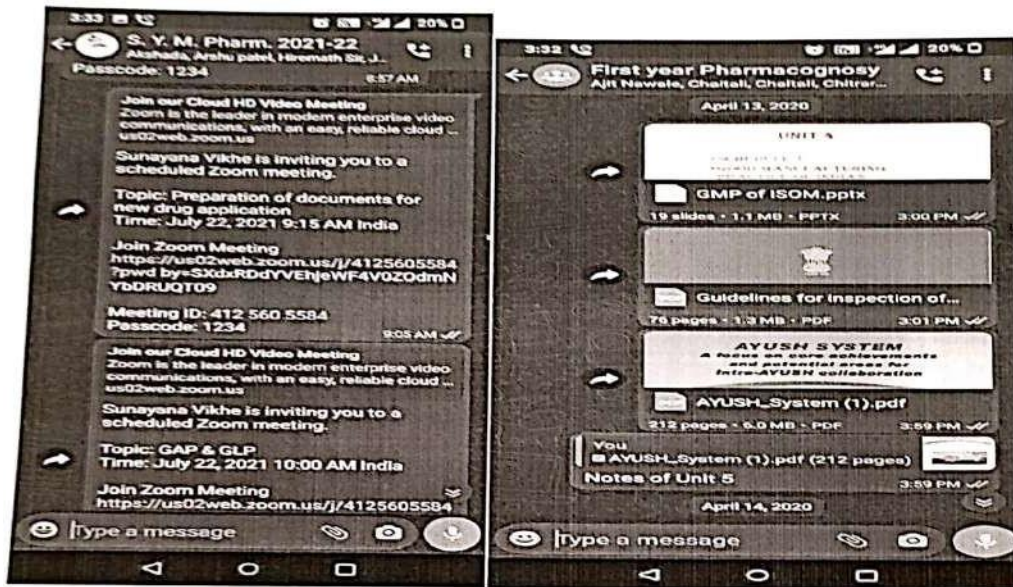 3:33
20%
S. Y. M. Pharm. 2021-22
Akshada, Arshu patel, Hiremath Sir, J...
Passcode: 1234
8:57 AM
Join our Cloud HD Video Meeting
Zoom is the leader in modern enterprise video
communications, with an easy, reliable cloud ...
us02web.zoom.us
Sunayana Vikhe is inviting you to a
scheduled Zoom meeting.
Topic: Preparation of documents for
new drug application
Time: July 22, 2021 9:15 AM India
Join Zoom Meeting
https://us02web.zoom.us/j/4125605584
?pwd by=SXdxRDdYVEhjeWF4V0ZOdmN
YbDRUQT09
Meeting ID: 412 560 5584
Passcode: 1234
9:05 AM
Join our Cloud HD Video Meeting
Zoom is the leader in modern enterprise video
communications, with an easy, reliable cloud ...
us02web.zoom.us
Sunayana Vikhe is inviting you to a
scheduled Zoom meeting.
Topic: GAP & GLP
Time: July 22, 2021 10:00 AM India
Join Zoom Meeting
https://us02web.zoom.us/j/4125605584
Type a message
3:32
20%
First year Pharmacognosy
Ajit Nawale, Chaitali, Chaitali, Chitrar...
April 13, 2020
UNIT
GMP of ISOM.pptx
19 slides • 1.1 MB • PPTX 3:00 PM
Guidelines for inspection of...
76 pages • 1.3 MB • PDF 3:01 PM
AYUSH SYSTEM
A focus on core achievements
and potential areas for
Intra-AYUSH collaboration
AYUSH_System (1).pdf
212 pages • 6.0 MB • PDF 3:59 PM
You
AYUSH_System (1).pdf (212 pages)
Notes of Unit 5
3:59 PM
April 14, 2020
Type a message